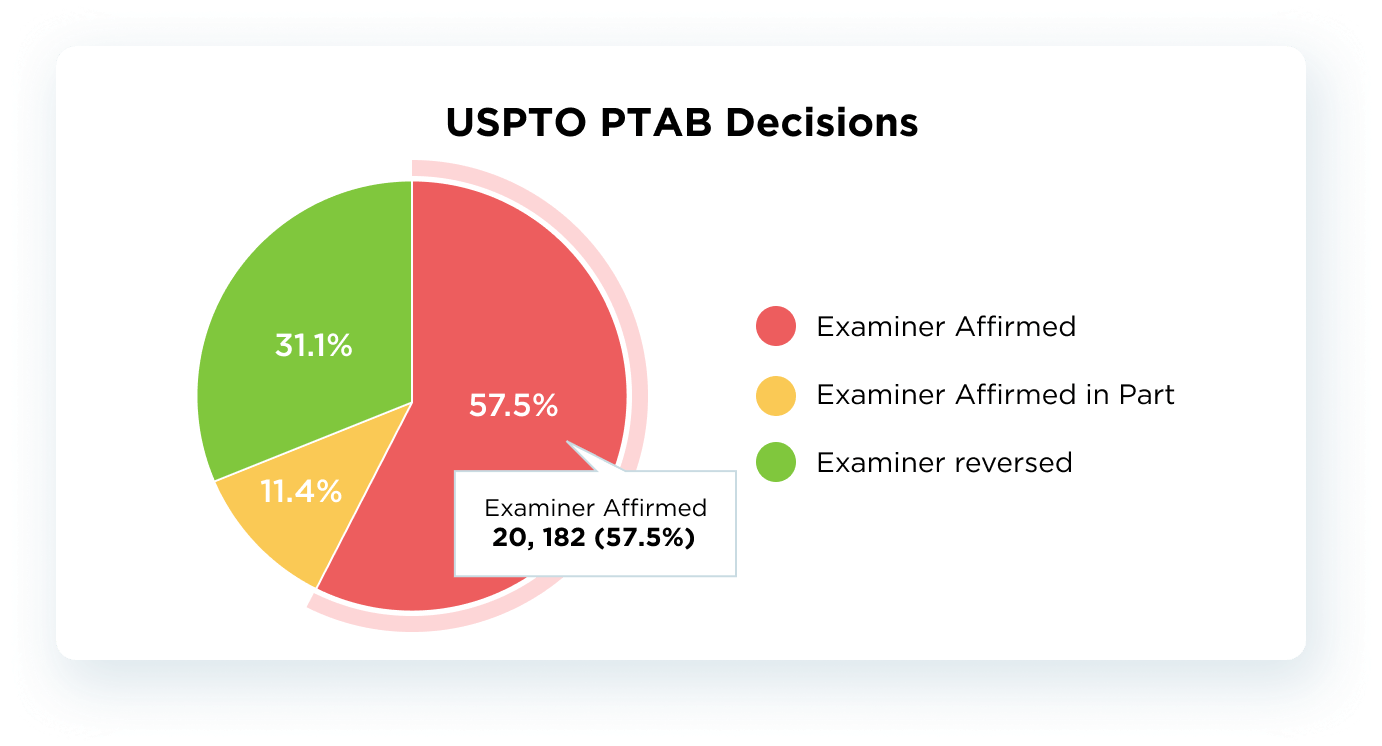 USPTO PTAB Decisions
31.1%
57.5%
11.4%
Examiner Affirmed
20, 182 (57.5%)
Examiner Affirmed
Examiner Affirmed in Part
Examiner reversed